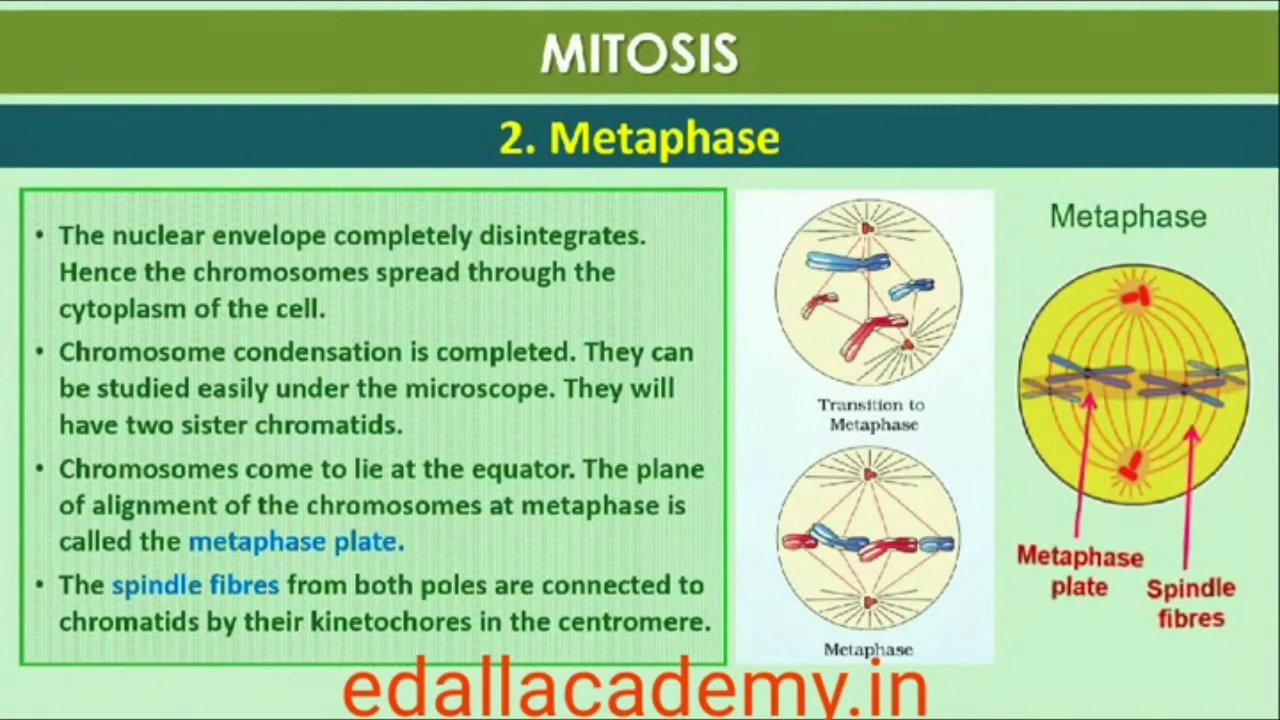 MITOSIS
2. Metaphase
• The nuclear envelope completely disintegrates.
Hence the chromosomes spread through the
cytoplasm of the cell.
• Chromosome condensation is completed. They can
be studied easily under the microscope. They will
have two sister chromatids.
• Chromosomes come to lie at the equator. The plane
of alignment of the chromosomes at metaphase is
called the metaphase plate.
• The spindle fibres from both poles are connected to
chromatids by their kinetochores in the centromere.
Transition to
Metaphase
Metaphase
Metaphase
Metaphase
plate
Spindle
fibres
edallacademy.in